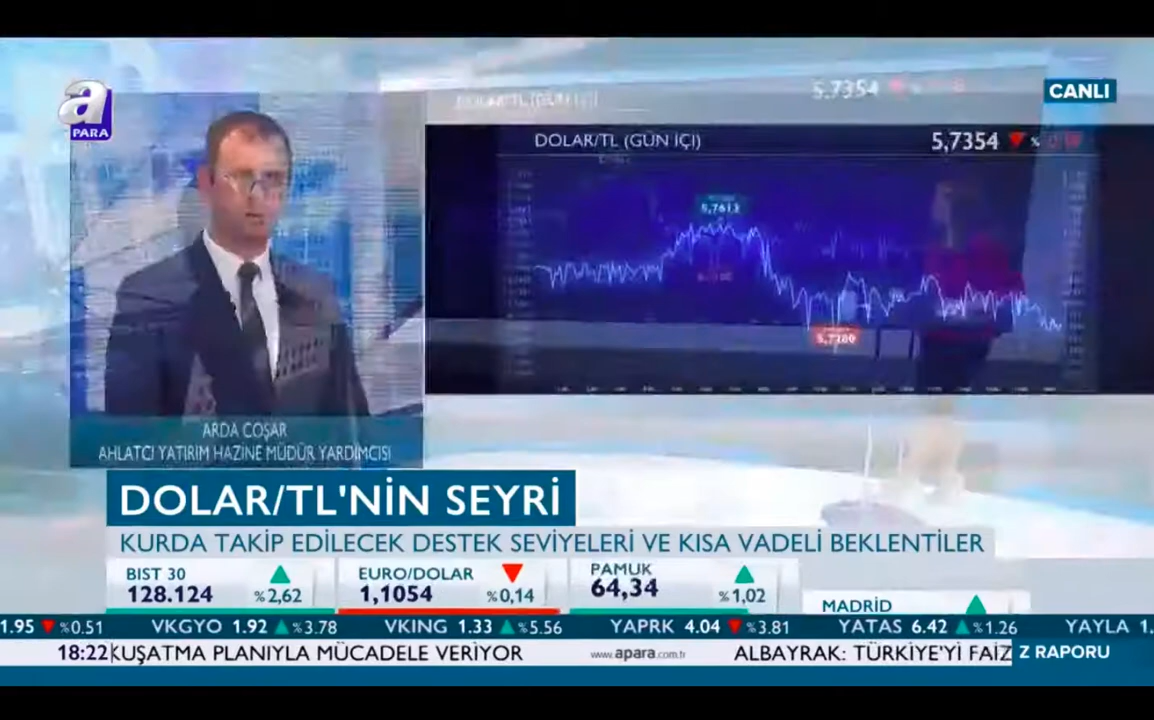 a
PARA
CANLI
5,7354
DOLAR/TL (GÜN İÇİ)
5,7354 %
5,7613
ARDA COŞAR
AHLATCI YATIRIM HAZİNE MÜDÜR YARDIMCISI
DOLAR/TL'NİN SEYRİ
KURDA TAKİP EDİLECEK DESTEK SEVİYELERİ VE KISA VADELİ BEKLENTİLER
BIST 30
128.124 %2,62
EURO/DOLAR
1,1054 %0,14
PAMUK
64,34 %1,02
MADRİD
1.95 %0.51 VKGYO 1.92 %3.78 VKING 1.33 %5.56 YAPRK 4.04 %3.81 YATAS 6.42 %1.26 YAYLA 1.
18:22 KUŞATMA PLANIYLA MÜCADELE VERİYOR www.apara.com.tr ALBAYRAK: TÜRKİYE'Yİ FAİZ Z RAPORU